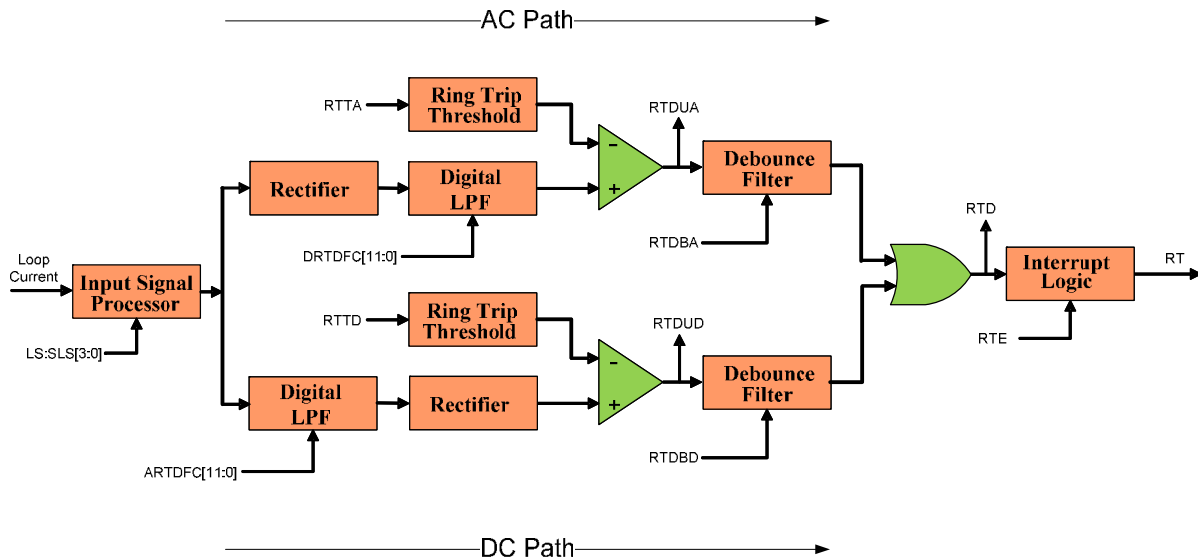 AC Path
RTTA
Ring Trip
Threshold
RTDUA
Rectifier
Digital
LPF
Debounce
Filter
DRTDFC[11:0]
RTDBA
RTD
Loop
Current
Input Signal
Processor
LS:SLS[3:0]
Interrupt
Logic
RT
RTE
RTTD
Ring Trip
Threshold
RTDUD
Digital
LPF
Rectifier
Debounce
Filter
ARTDFC[11:0]
RTDBD
DC Path
- 
+
-
+